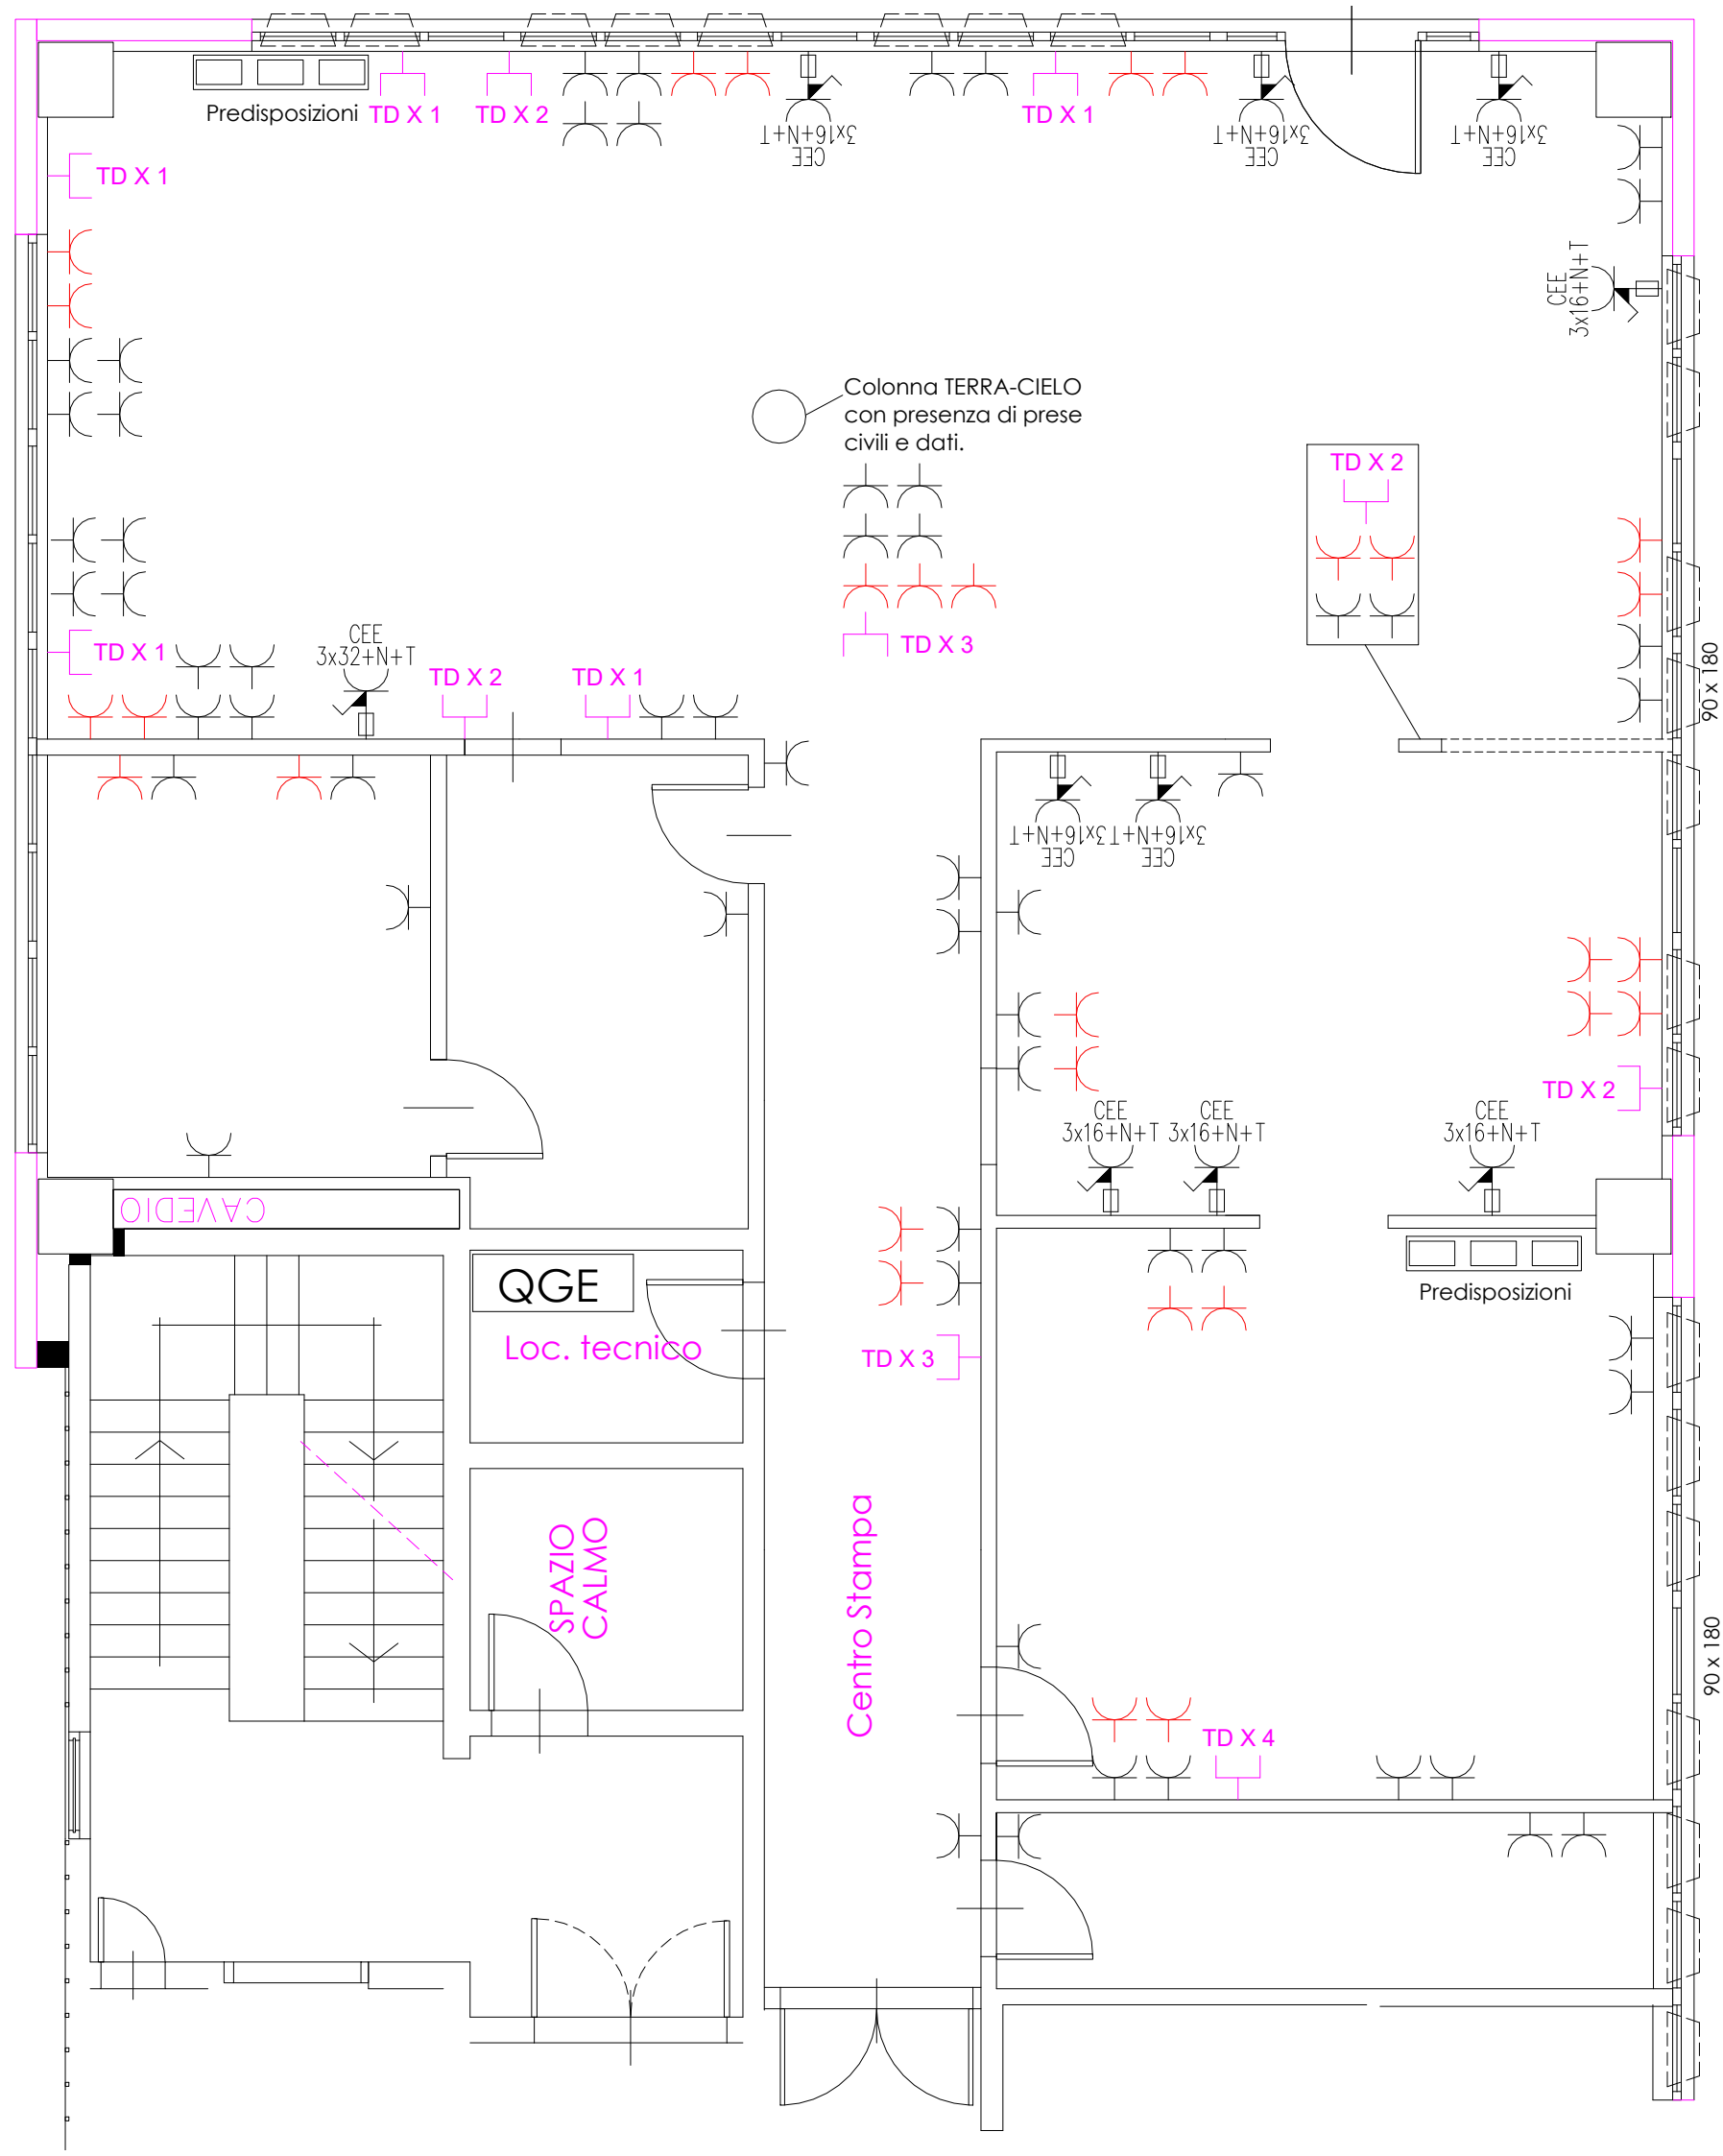 Predisposizioni
TD X 1
TD X 2
TD X 1
3x16+N+T
CEE
3x16+N+T
CEE
3x16+N+T
CEE
TD X 1
CEE
3x16+N+T
Colonna TERRA-CIELO
con presenza di prese
civili e dati.
TD X 2
TD X 3
TD X 1
CEE
3x32+N+T
TD X 2
TD X 1
90 x 180
3x16+N+T
CEE
3x16+N+T
CEE
TD X 2
CEE
3x16+N+T
CEE
3x16+N+T
CEE
3x16+N+T
CAVEDIO
QGE
Loc. tecnico
Predisposizioni
TD X 3
SPAZIO
CALMO
Centro Stampa
90 x 180
TD X 4